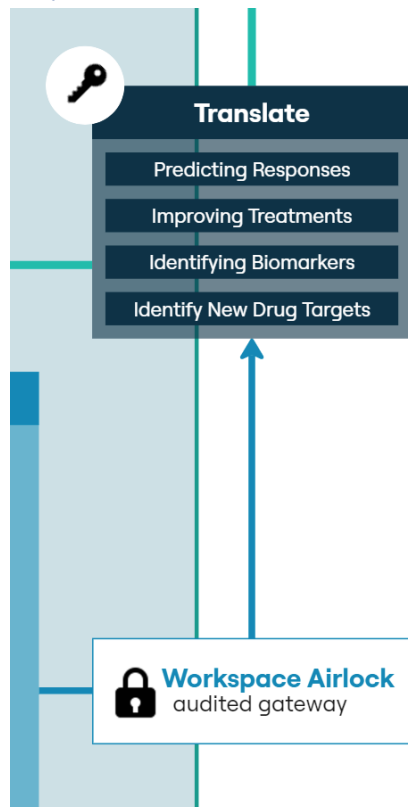 Translate
Predicting Responses
Improving Treatments
Identifying Biomarkers
Identify New Drug Targets
Workspace Airlock
audited gateway